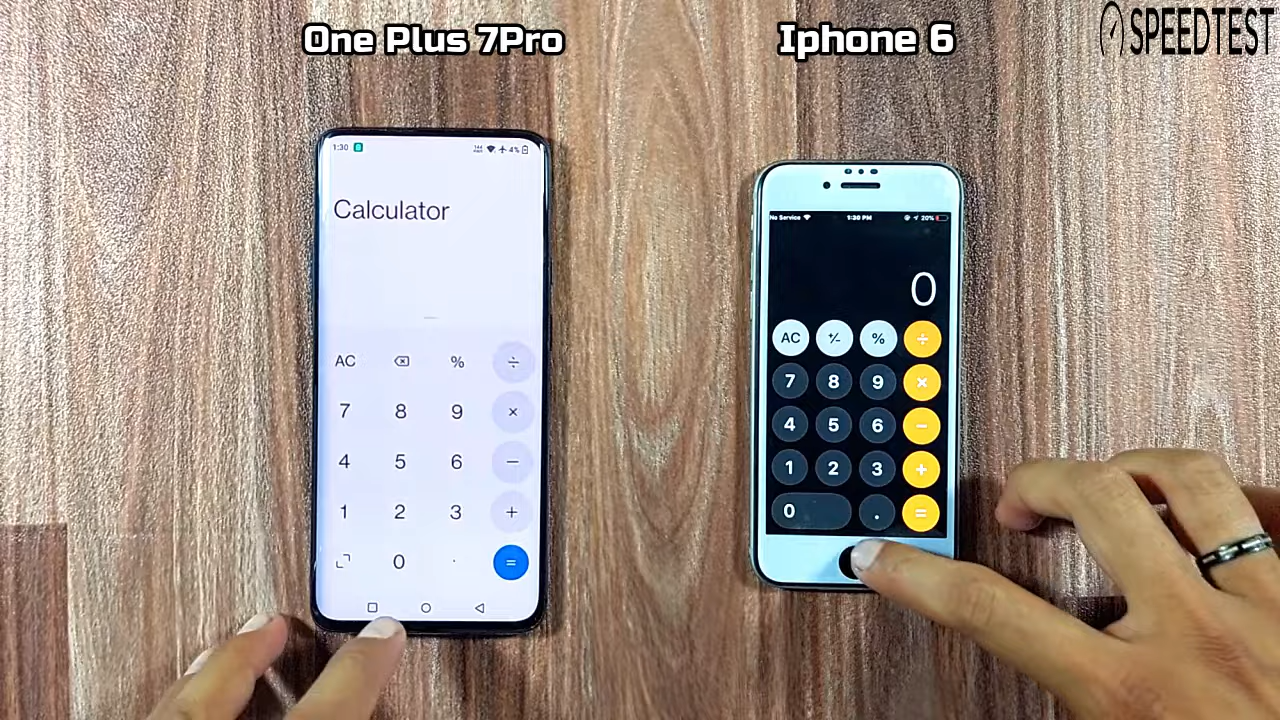 One Plus 7Pro
Iphone 6
SPEEDTEST
1:30
4%
Calculator
AC %  ÷
7 8 9 ×
4 5 6 −
1 2 3 +
0 . =
No Service 1:30 PM 20%
0
AC +/- % ÷
7 8 9 ×
4 5 6 −
1 2 3 +
0 . =